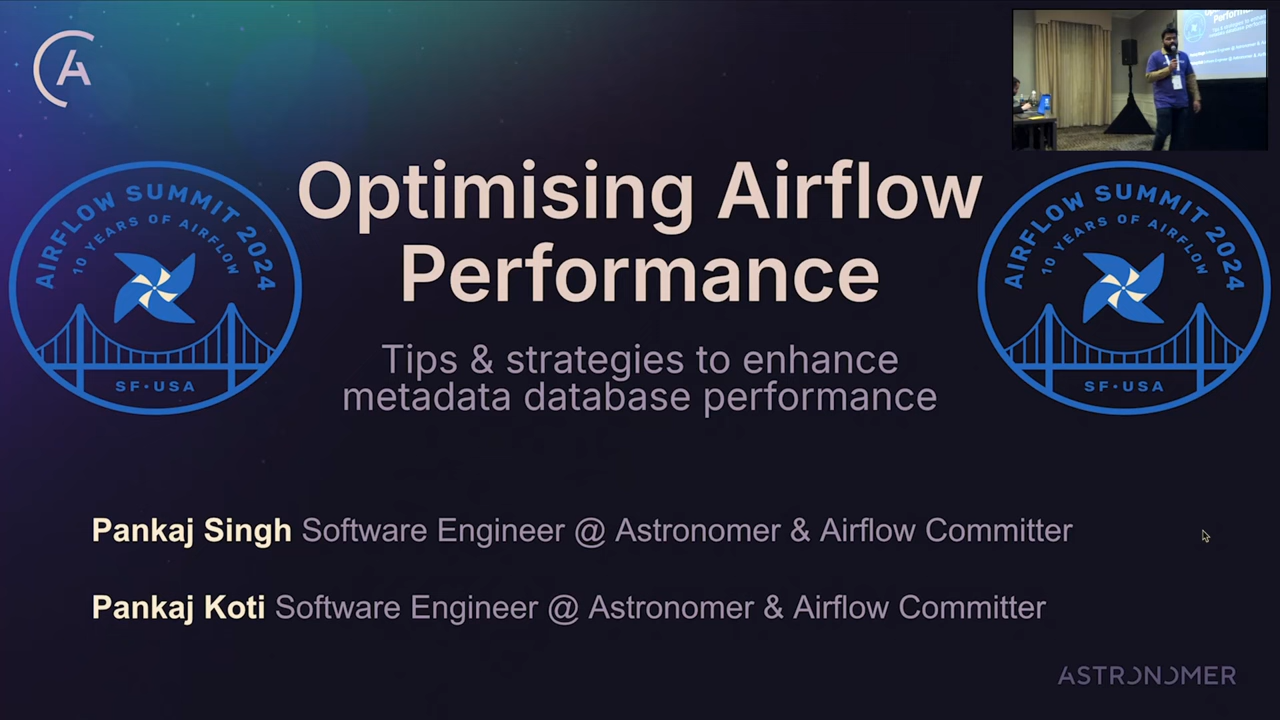 Optimising Airflow
Performance
Tips & strategies to enhance
metadata database performance
AIRFLOW SUMMIT 2024
10 YEARS OF AIRFLOW
SF·USA
AIRFLOW SUMMIT 2024
10 YEARS OF AIRFLOW
SF·USA
Pankaj Singh Software Engineer @ Astronomer & Airflow Committer
Pankaj Koti Software Engineer @ Astronomer & Airflow Committer
ASTRONOMER